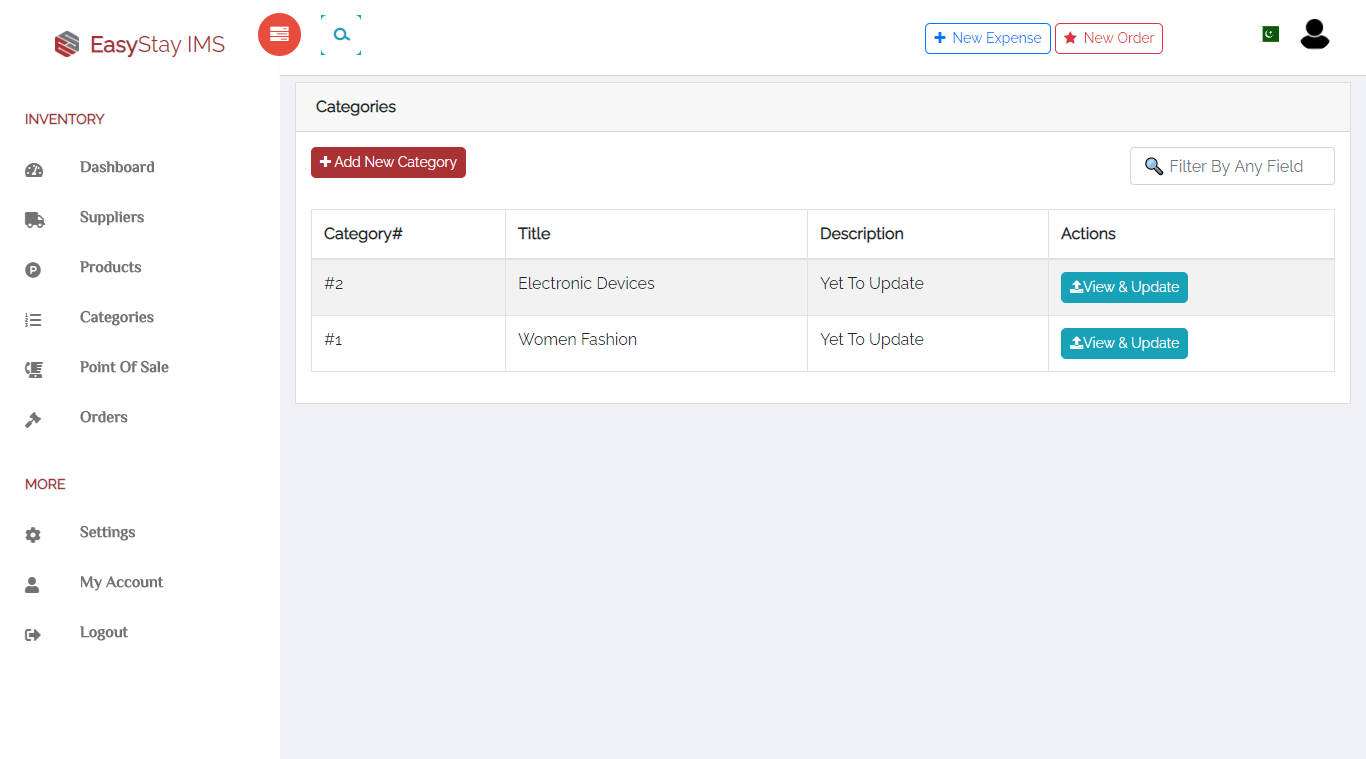 EasyStay IMS
New Expense
New Order
INVENTORY
Dashboard
Suppliers
Products
Categories
Point Of Sale
Orders
MORE
Settings
My Account
Logout
Categories
Add New Category
Filter By Any Field
Category# Title Description Actions
#2 Electronic Devices Yet To Update View & Update
#1 Women Fashion Yet To Update View & Update